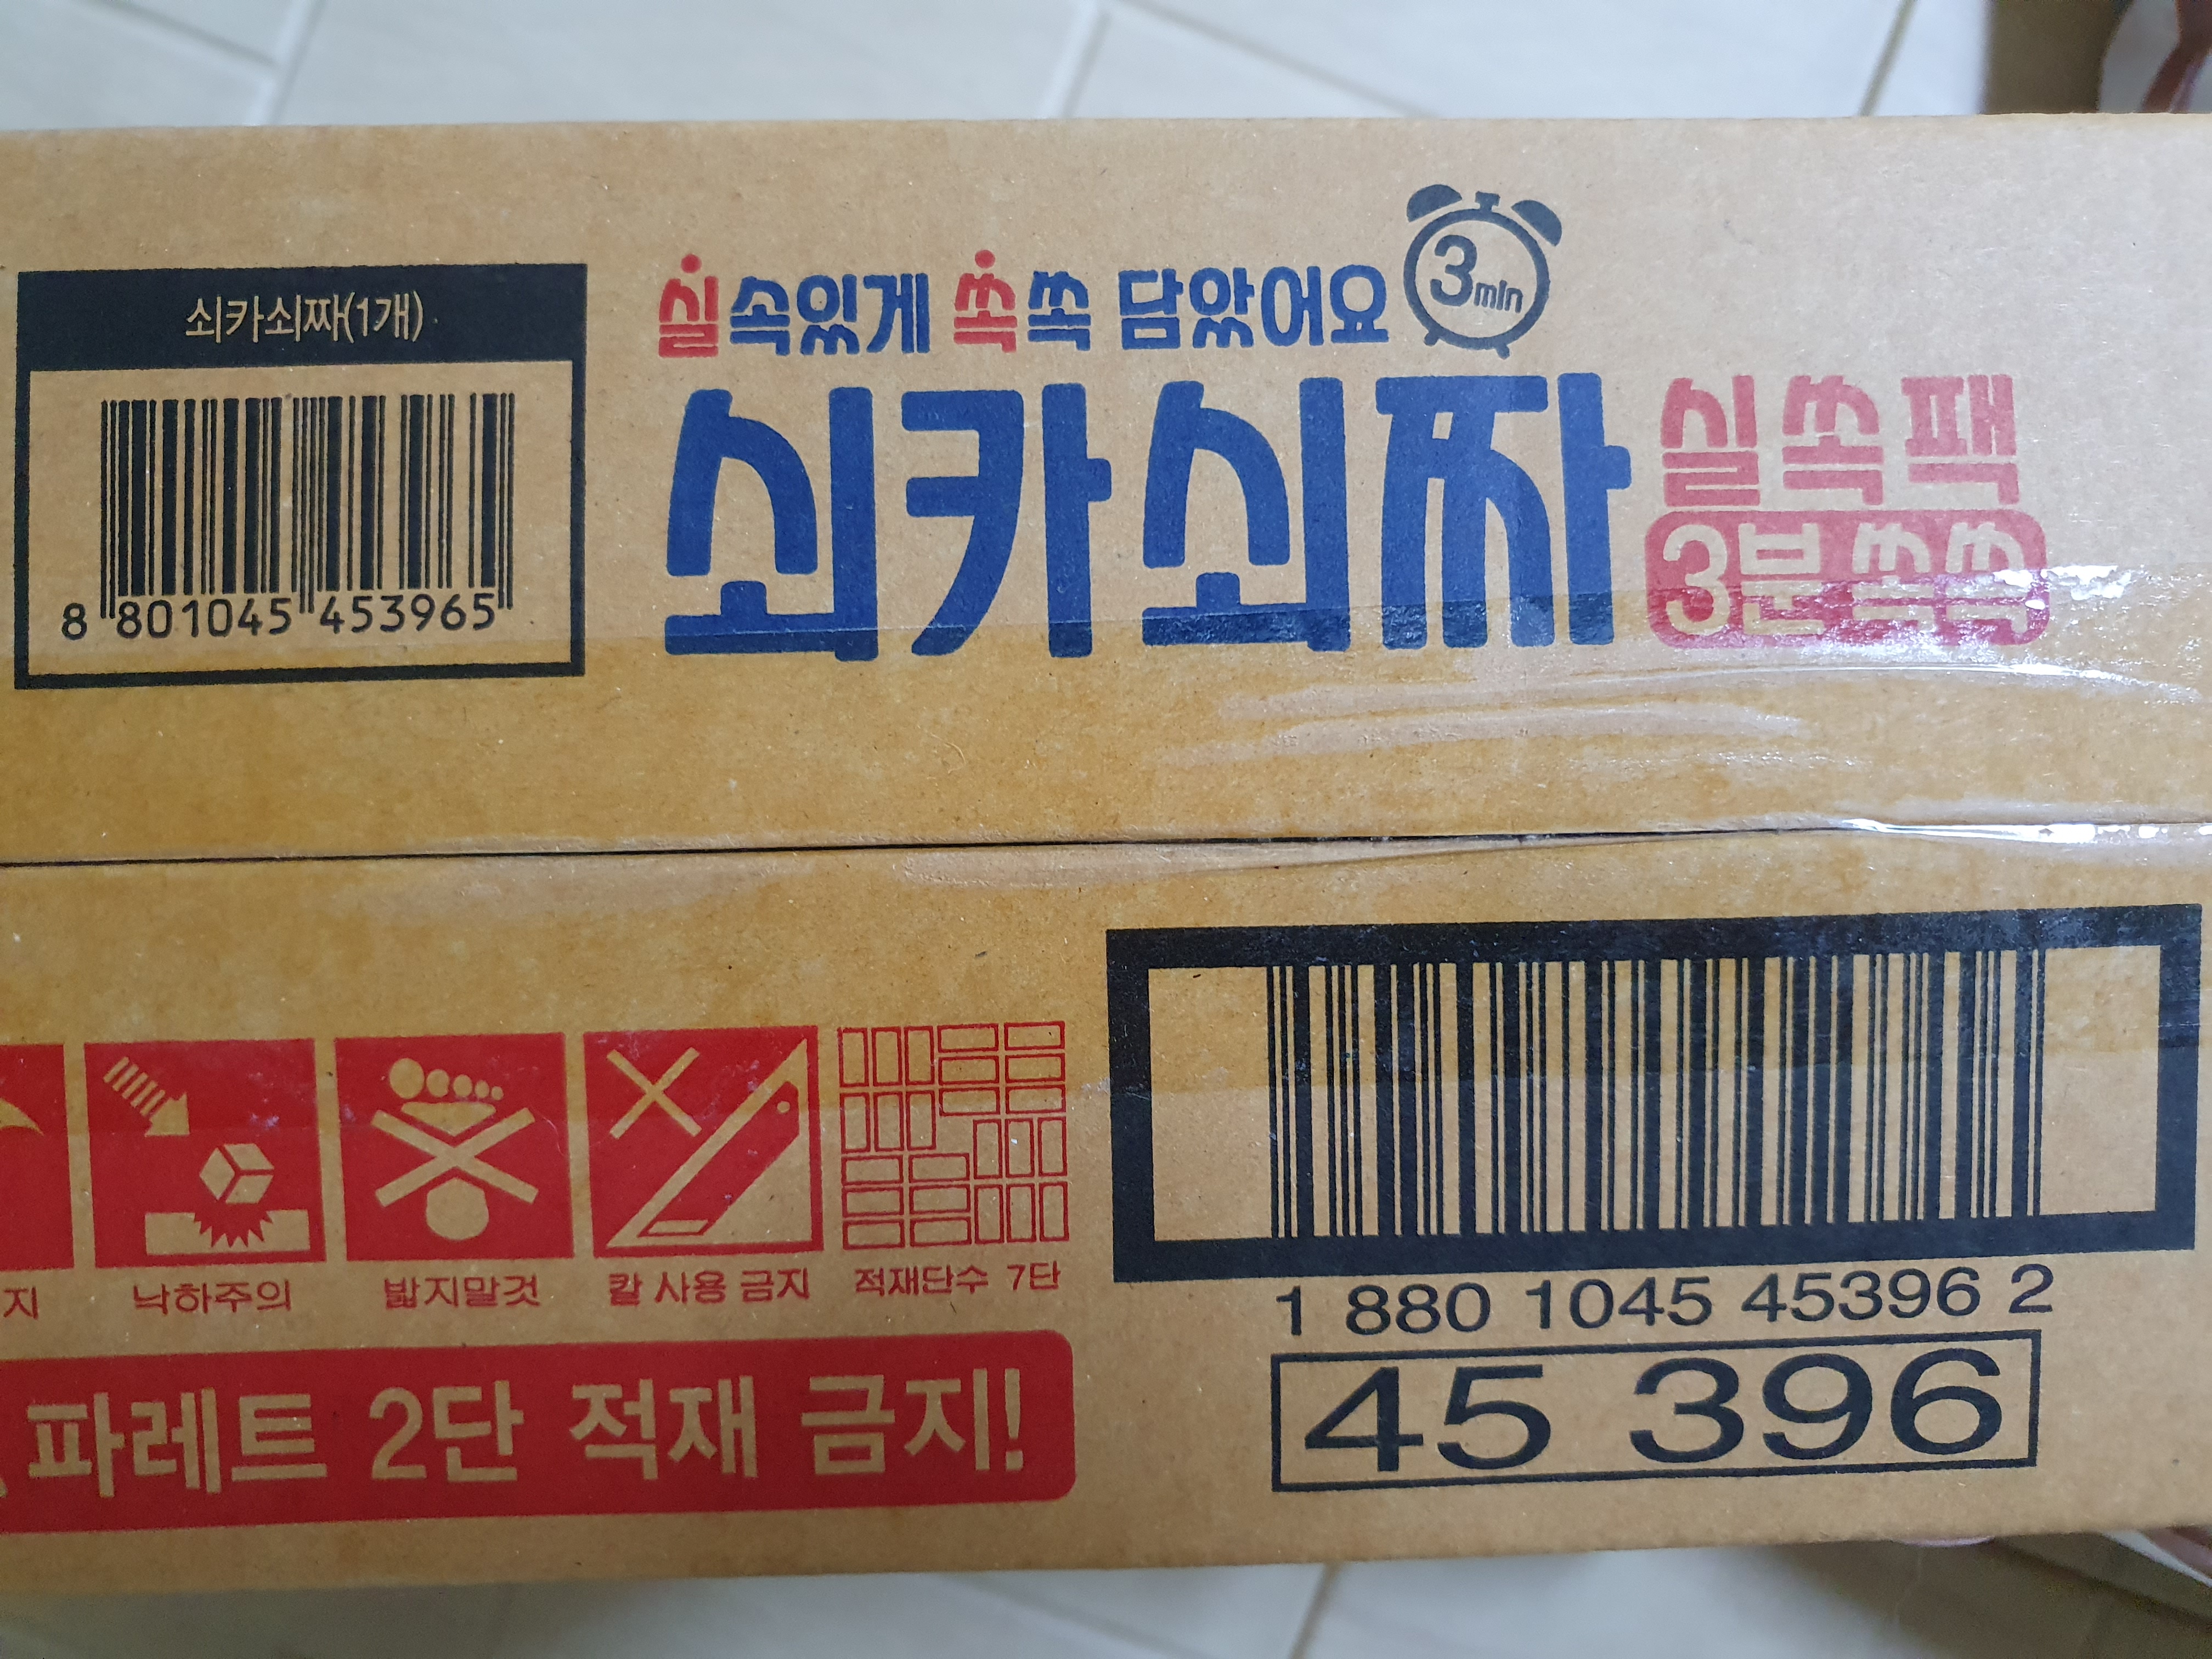 쇠카쇠짜(1개)
8 801045 453965
실속있게 쏙쏙 담았어요
3min
쇠카쇠짜
실쏙팩
3분 쏙쏙
지
낙하주의
밟지말것
칼 사용 금지
적재단수 7단
파레트 2단 적재 금지!
1 880 1045 45396 2
45 396